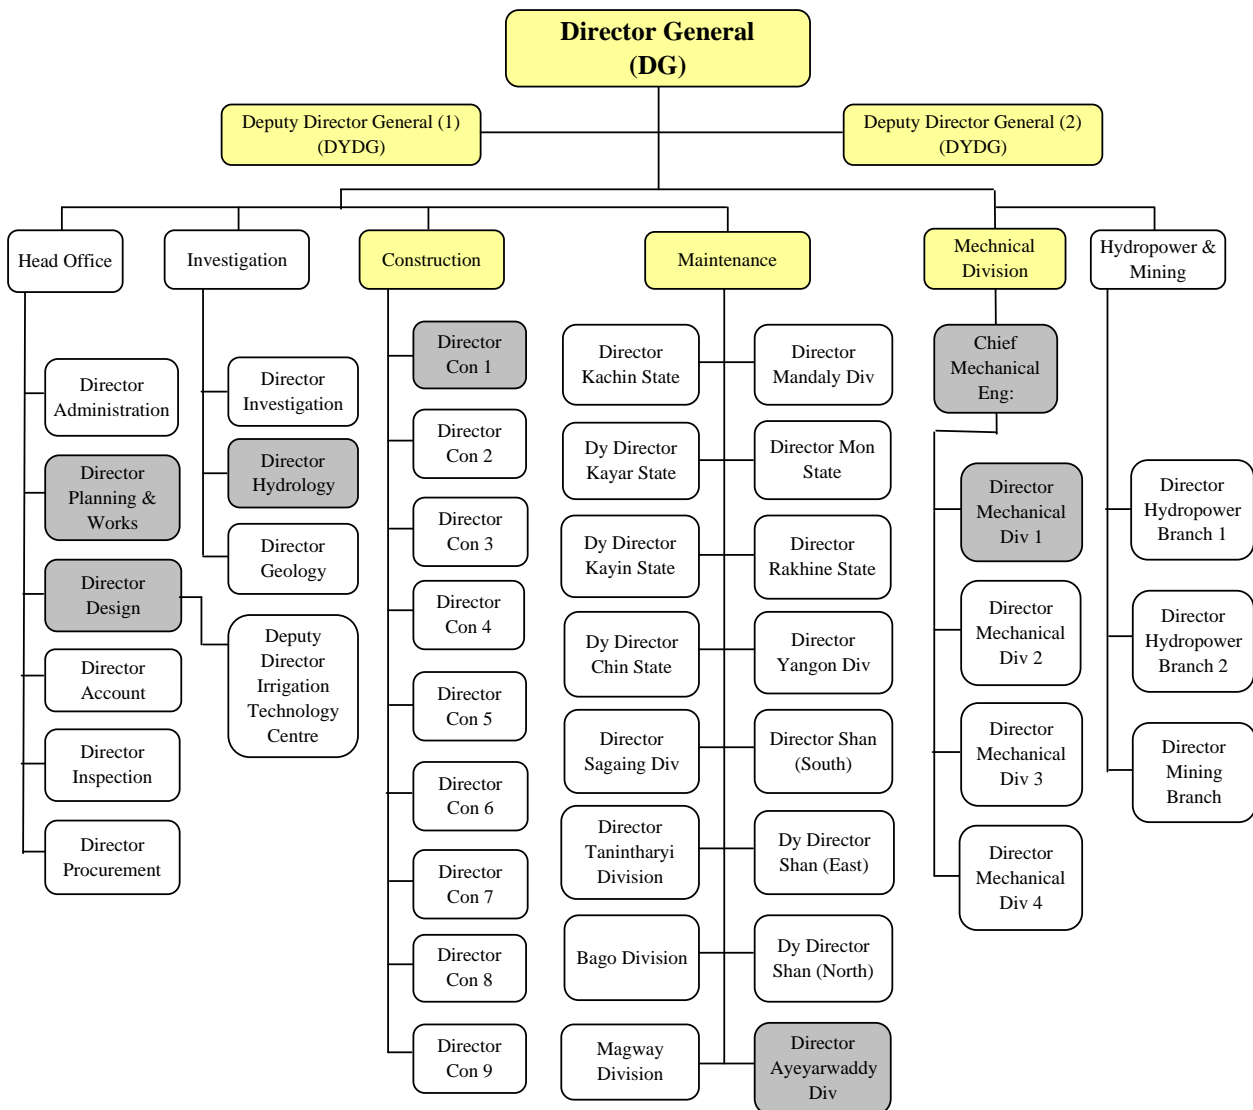 Director General
(DG)
Deputy Director General (1)
(DYDG)
Deputy Director General (2)
(DYDG)
Head Office
Investigation
Construction
Maintenance
Mechnical
Division
Hydropower &
Mining
Director
Administration
Director
Planning &
Works
Director
Design
Director
Account
Director
Inspection
Director
Procurement
Director
Investigation
Director
Hydrology
Director
Geology
Deputy
Director
Irrigation
Technology
Centre
Director
Con 1
Director
Con 2
Director
Con 3
Director
Con 4
Director
Con 5
Director
Con 6
Director
Con 7
Director
Con 8
Director
Con 9
Director
Kachin State
Dy Director
Kayar State
Dy Director
Kayin State
Dy Director
Chin State
Director
Sagaing Div
Director
Tanintharyi
Division
Bago Division
Magway
Division
Director
Mandaly Div
Director Mon
State
Director
Rakhine State
Director
Yangon Div
Director Shan
(South)
Dy Director
Shan (East)
Dy Director
Shan (North)
Director
Ayeyarwaddy
Div
Chief
Mechanical
Eng:
Director
Mechanical
Div 1
Director
Mechanical
Div 2
Director
Mechanical
Div 3
Director
Mechanical
Div 4
Director
Hydropower
Branch 1
Director
Hydropower
Branch 2
Director
Mining
Branch